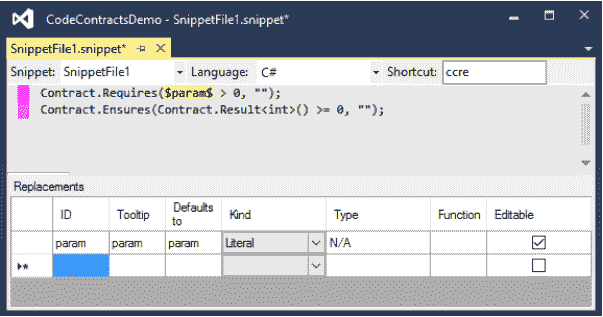 CodeContractsDemo - SnippetFile1.snippet*
SnippetFile1.snippet*
Snippet: SnippetFile1 Language: C# Shortcut: ccre
Contract.Requires($param$ > 0, "");
Contract.Ensures(Contract.Result<int>() >= 0, "");
Replacements
ID Tooltip Defaults to Kind Type Function Editable
param param param Literal N/A